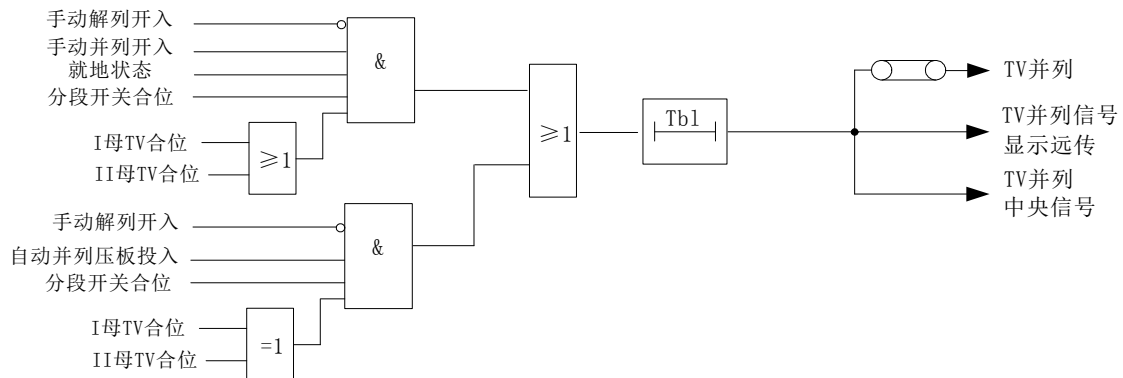 手动解列开入
手动并列开入
就地状态
分段开关合位
&
I母TV合位
II母TV合位
≥1
≥1
Tbl
TV并列
TV并列信号
显示远传
TV并列
中央信号
手动解列开入
自动并列压板投入
分段开关合位
&
I母TV合位
II母TV合位
=1